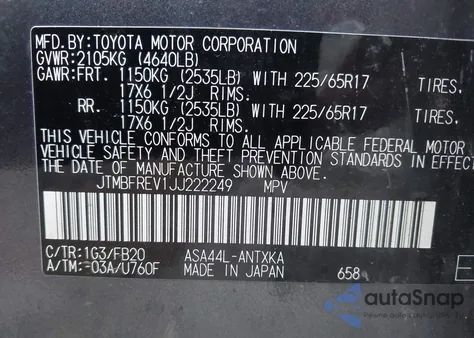 MFD.BY:TOYOTA MOTOR CORPORATION
GVWR:2105KG (4640LB)
GAWR:FRT. 1150KG (2535LB) WITH 225/65R17 TIRES.
17X6 1/2J RIMS.
RR. 1150KG (2535LB) WITH 225/65R17 TIRES.
17X6 1/2J RIMS.
THIS VEHICLE CONFORMS TO ALL APPLICABLE FEDERAL MOTOR
VEHICLE SAFETY AND THEFT PREVENTION STANDARDS IN EFFECT
THE DATE OF MANUFACTURE SHOWN ABOVE.
JTMBFREV1JJ222249 MPV
C/TR:1G3/FB20 ASA44L-ANTXKA
A/TM:-03A/U760F MADE IN JAPAN 658
autoSnap
www.autosnap.vin